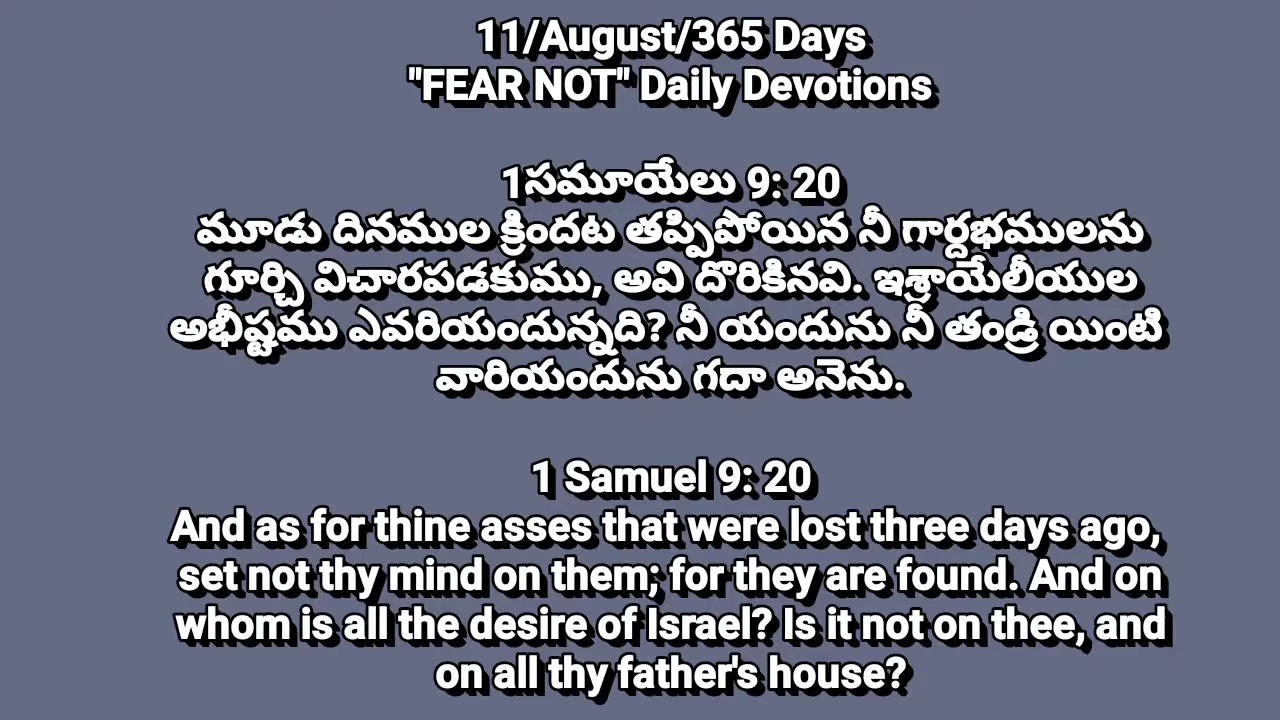 11/August/365 Days
"FEAR NOT" Daily Devotions
1సమూయేలు 9: 20
మూడు దినముల క్రిందట తప్పిపోయిన నీ గార్దభములను
గూర్చి విచారపడకుము, అవి దొరికినవి. ఇశ్రాయేలీయుల
అభీష్టము ఎవరియందున్నది? నీ యందును నీ తండ్రి యింటి
వారియందును గదా అనెను.
1 Samuel 9: 20
And as for thine asses that were lost three days ago,
set not thy mind on them; for they are found. And on
whom is all the desire of Israel? Is it not on thee, and
on all thy father's house?